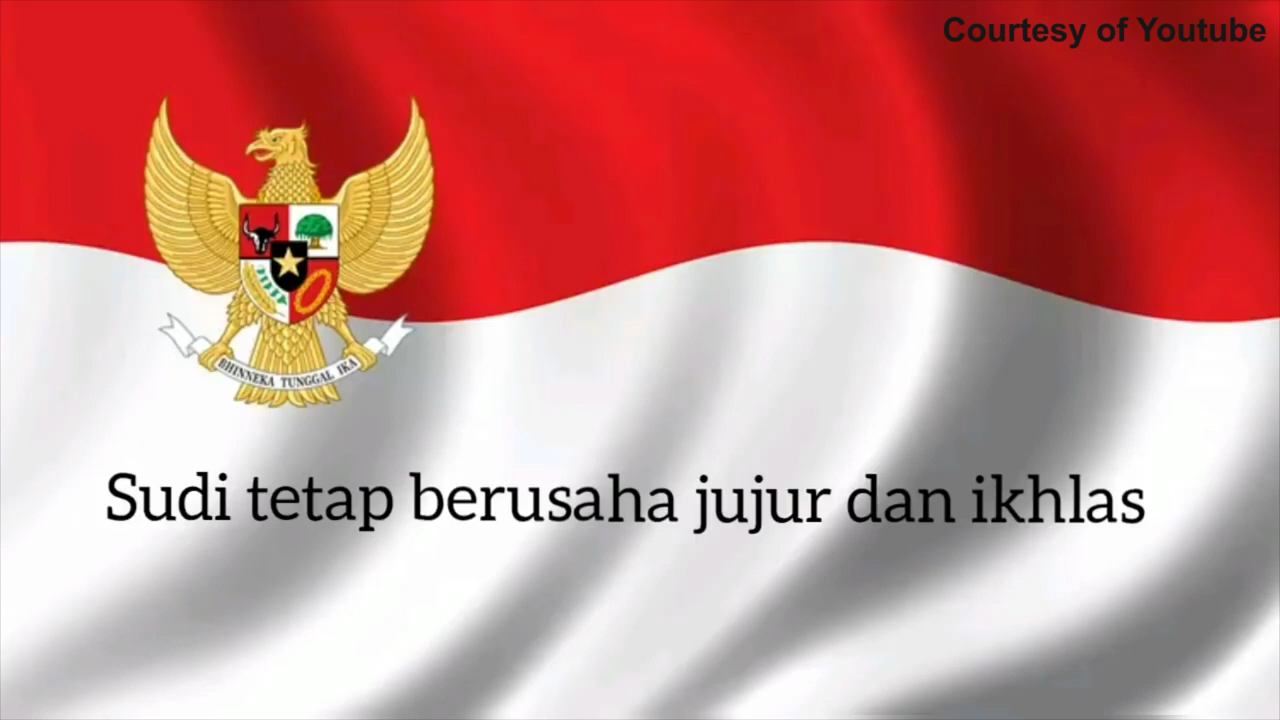 Courtesy of Youtube
BHINNEKA TUNGGAL IKA
Sudi tetap berusaha jujur dan ikhlas